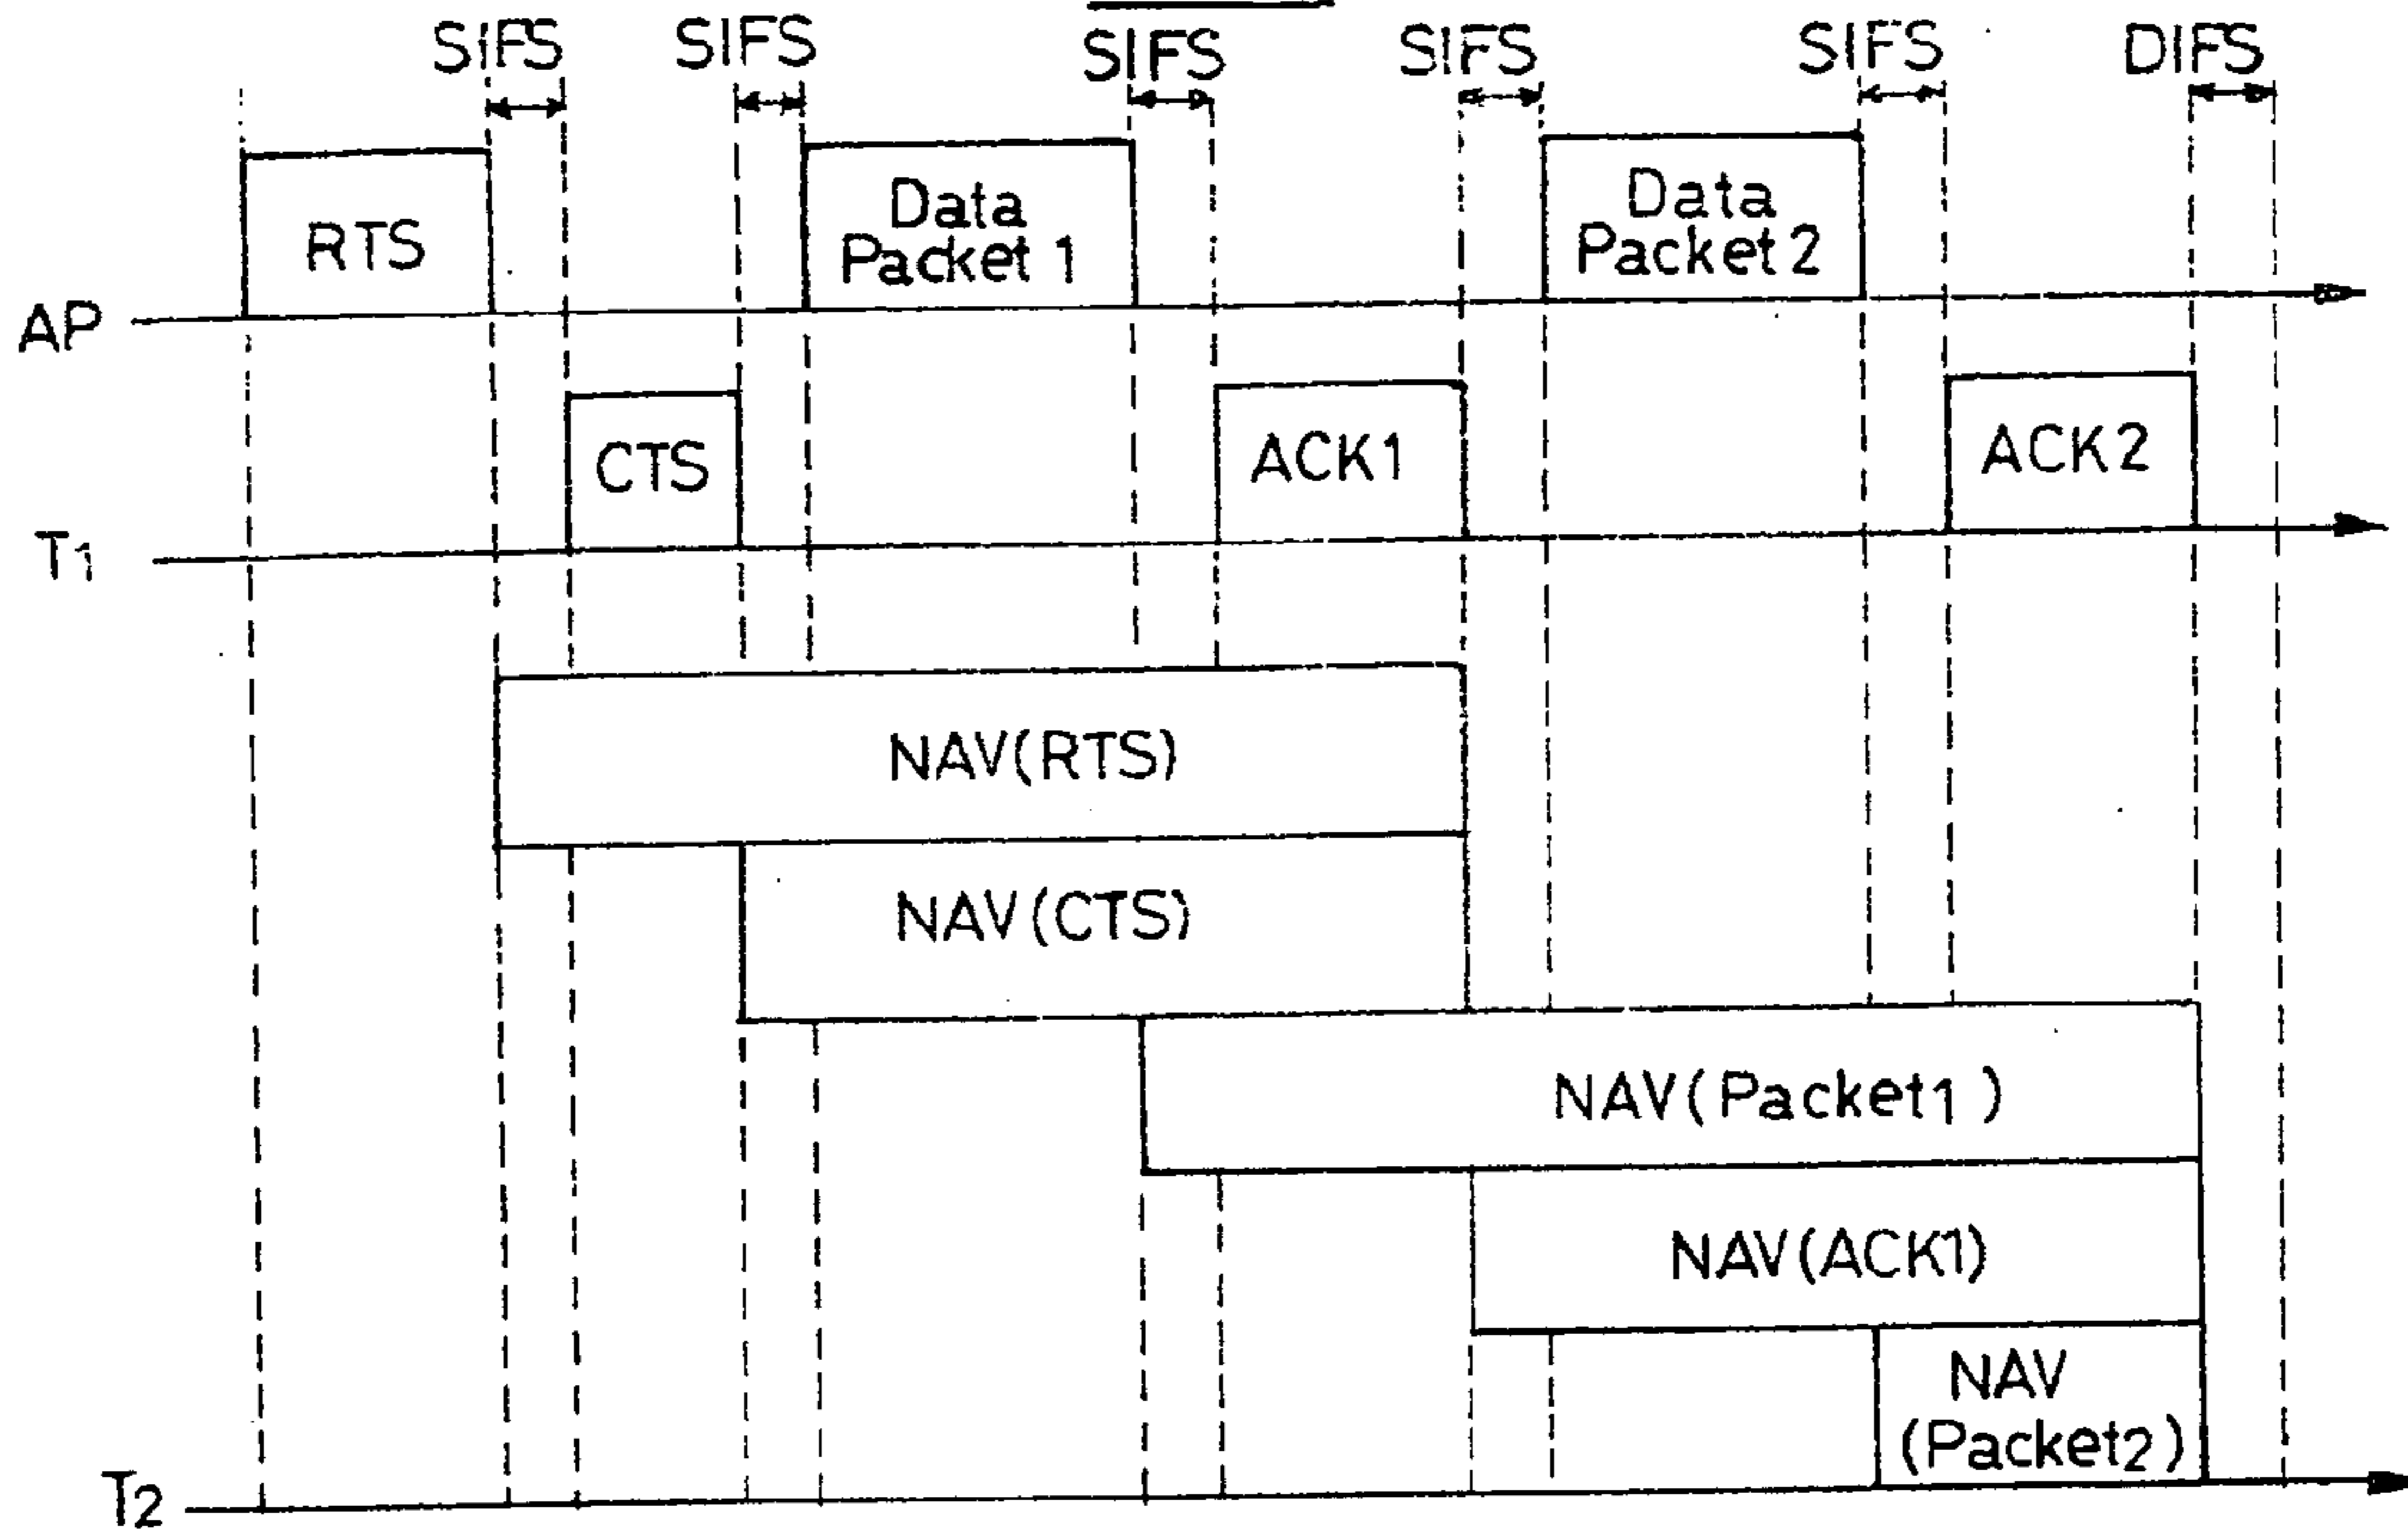 SIFS SIFS SIFS SIFS SIFS DIFS
RTS
Data
Packet 1
Data
Packet 2
AP
CTS
ACK1
ACK2
T1
NAV(RTS)
NAV(CTS)
NAV(Packet1)
NAV(ACK1)
NAV
(Packet2)
T2